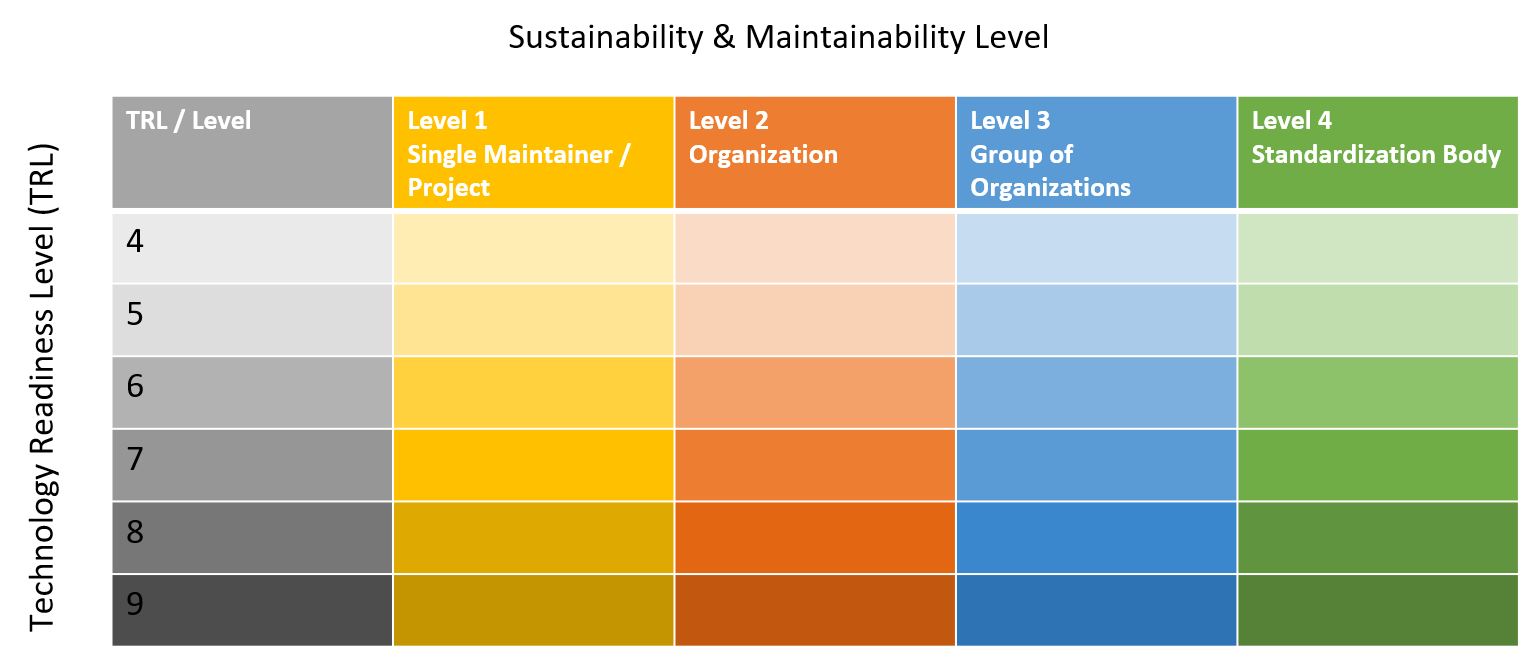 Sustainability & Maintainability Level
Technology Readiness Level (TRL)
TRL / Level
Level 1
Single Maintainer /
Project
Level 2
Organization
Level 3
Group of
Organizations
Level 4
Standardization Body
4
5
6
7
8
9